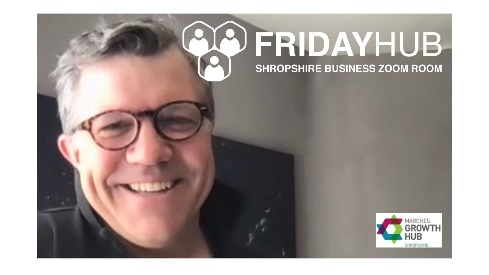 FRIDAYHUB
SHROPSHIRE BUSINESS ZOOM ROOM
MARCHES
GROWTH
HUB
SHROPSHIRE